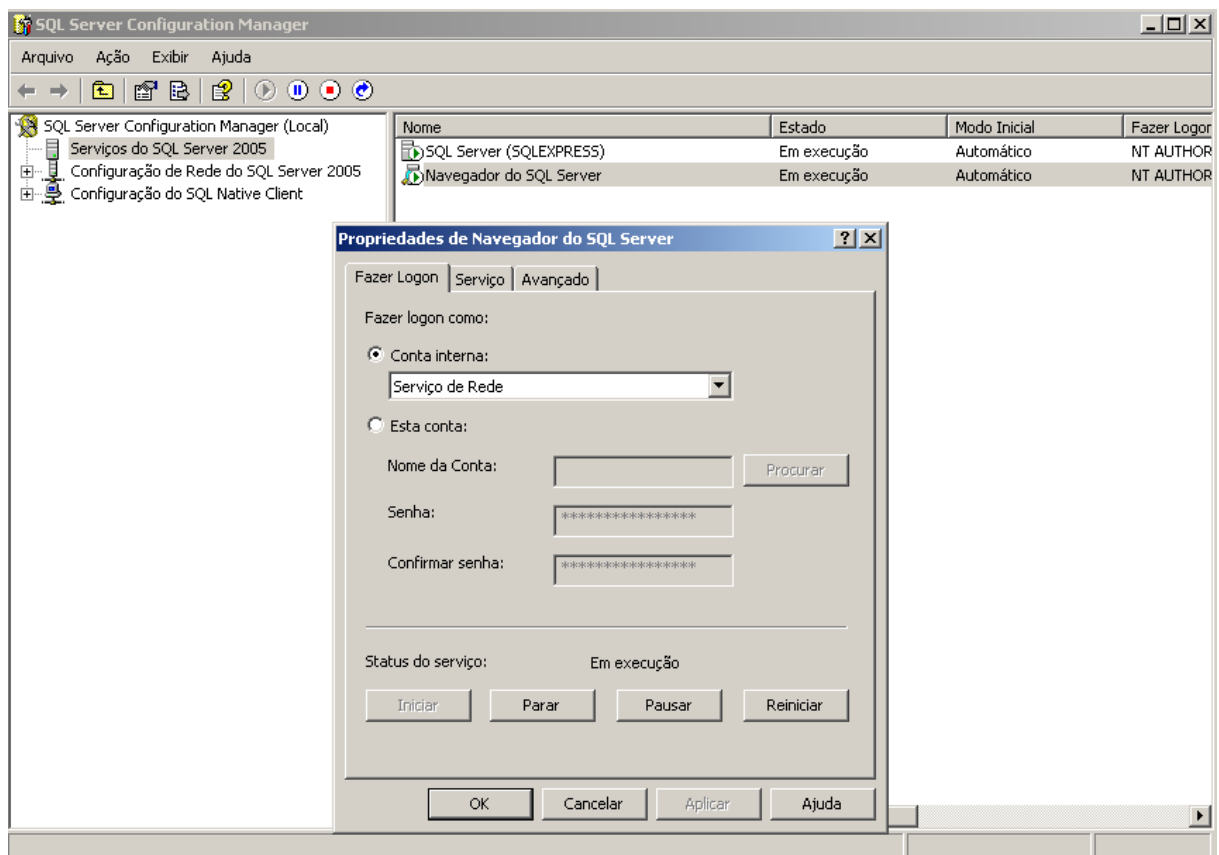 SQL Server Configuration Manager
Arquivo Ação Exibir Ajuda
SQL Server Configuration Manager (Local)
Serviços do SQL Server 2005
Configuração de Rede do SQL Server 2005
Configuração do SQL Native Client
Nome Estado Modo Inicial Fazer Logor
SQL Server (SQLEXPRESS) Em execução Automático NT AUTHOR
Navegador do SQL Server Em execução Automático NT AUTHOR
Propriedades de Navegador do SQL Server
Fazer Logon Serviço Avançado
Fazer logon como:
Conta interna:
Serviço de Rede
Esta conta:
Nome da Conta: Procurar
Senha: ****************
Confirmar senha: ****************
Status do serviço: Em execução
Iniciar Parar Pausar Reiniciar
OK Cancelar Aplicar Ajuda